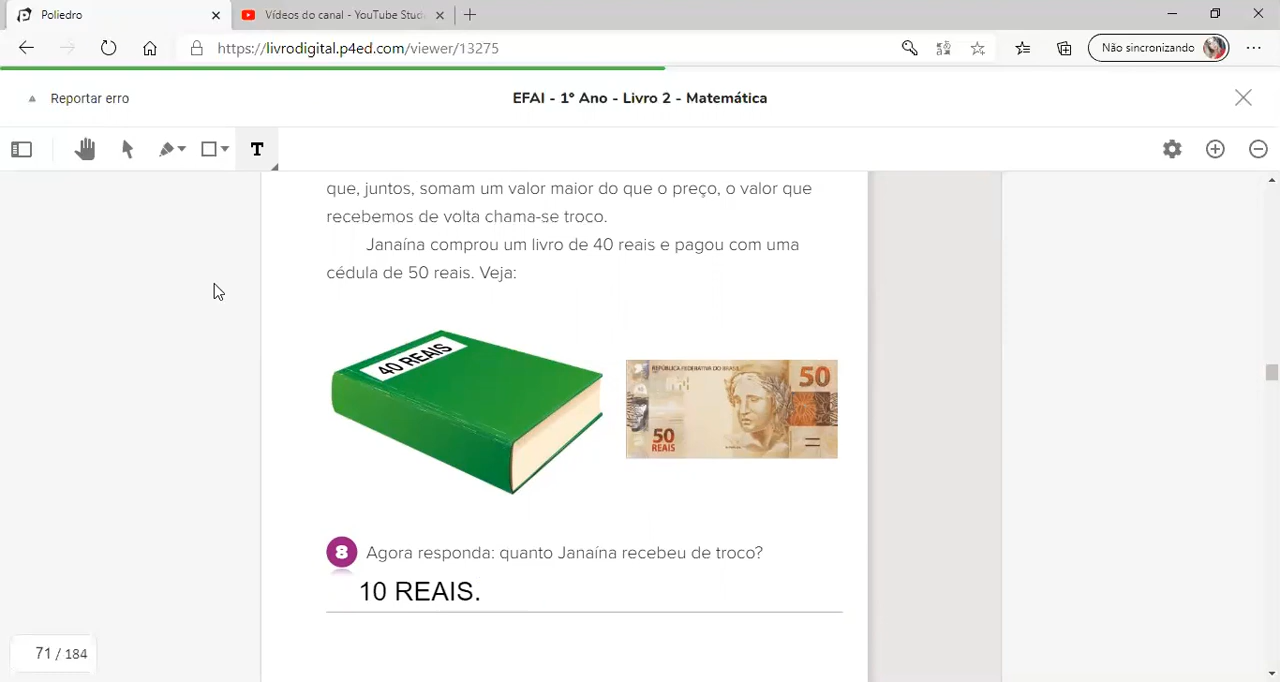 Poliedro
Vídeos do canal - YouTube Stud
https://livrodigital.p4ed.com/viewer/13275
Não sincronizando
Reportar erro
EFAI - 1º Ano - Livro 2 - Matemática
T
que, juntos, somam um valor maior do que o preço, o valor que
recebemos de volta chama-se troco.
Janaína comprou um livro de 40 reais e pagou com uma
cédula de 50 reais. Veja:
40 REAIS
REPÚBLICA FEDERATIVA DO BRASIL
50
50
REAIS
8 Agora responda: quanto Janaína recebeu de troco?
10 REAIS.
71 / 184